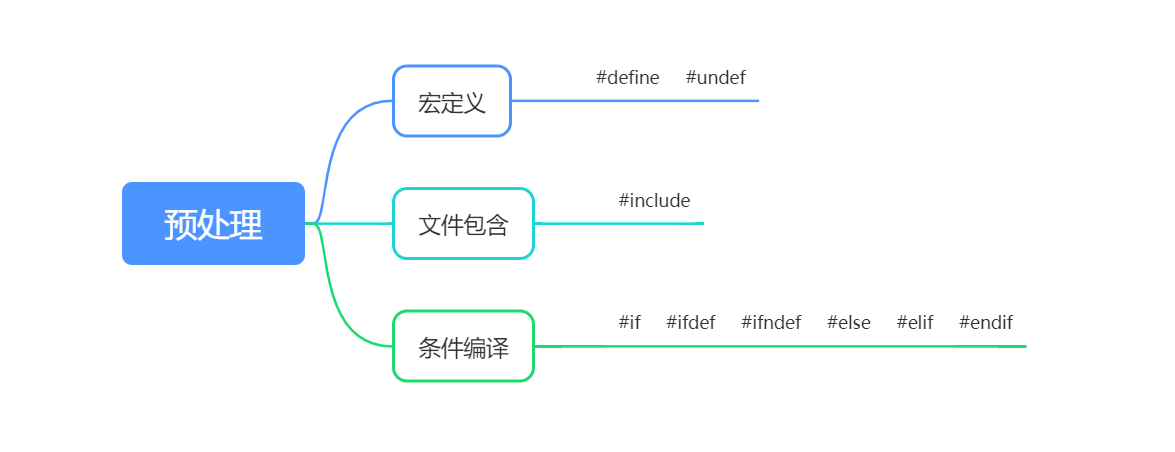 预处理
宏定义
#define #undef
文件包含
#include
条件编译
#if #ifdef #ifndef #else #elif #endif